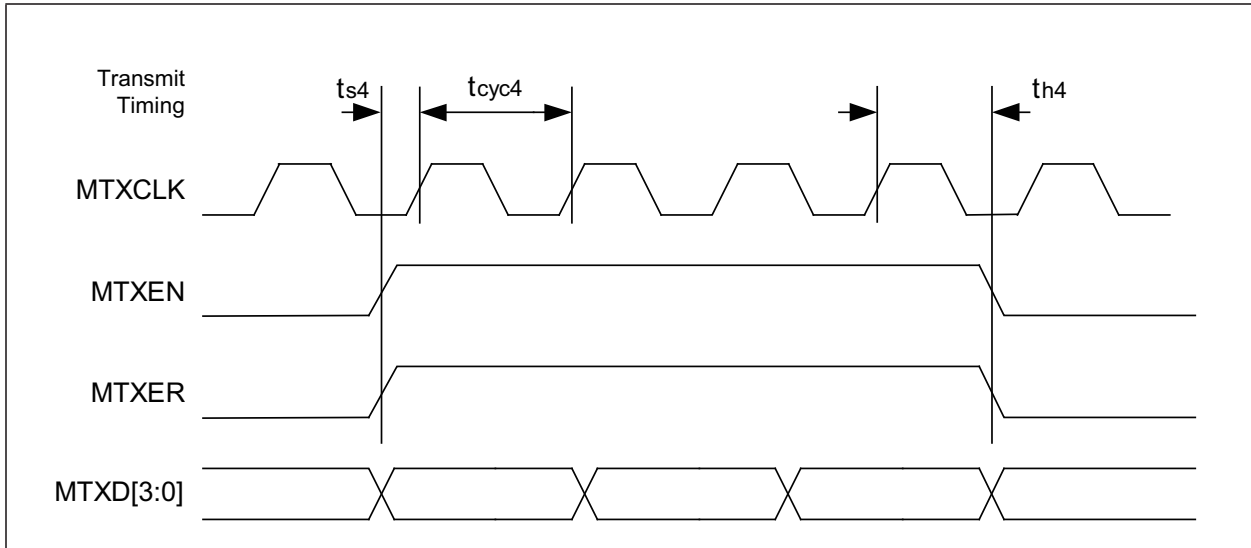 Transmit
Timing
ts4
tcyc4
th4
MTXCLK
MTXEN
MTXER
MTXD[3:0]